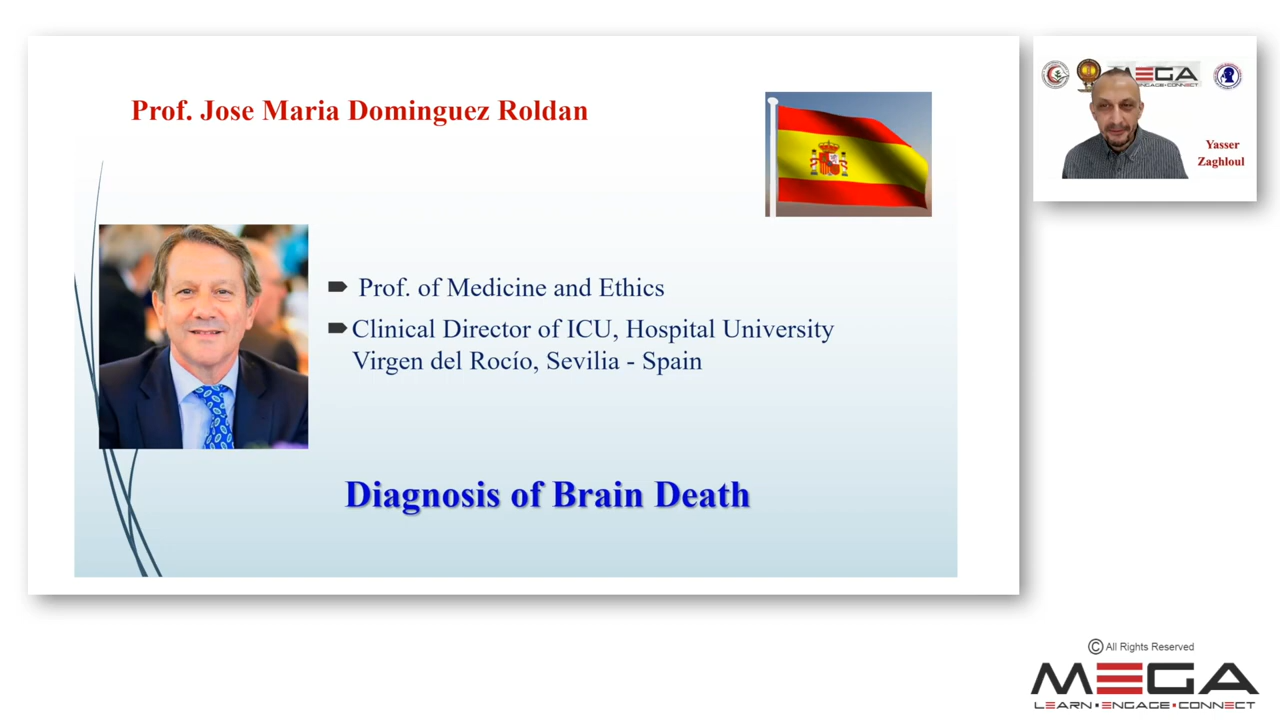 Prof. Jose Maria Dominguez Roldan
Prof. of Medicine and Ethics
Clinical Director of ICU, Hospital University
Virgen del Rocío, Sevilia - Spain
Diagnosis of Brain Death
MEGA
Yasser
Zaghloul
© All Rights Reserved
MEGA
LEARN • ENGAGE • CONNECT